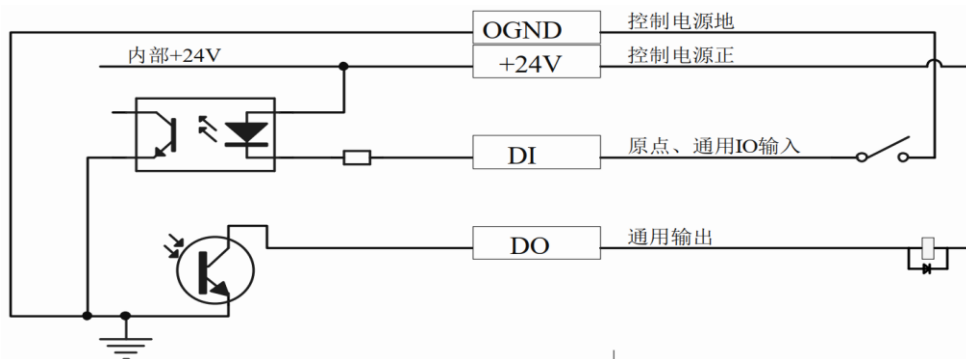 OGND 控制电源地
内部+24V +24V 控制电源正
DI 原点、通用IO输入
DO 通用输出